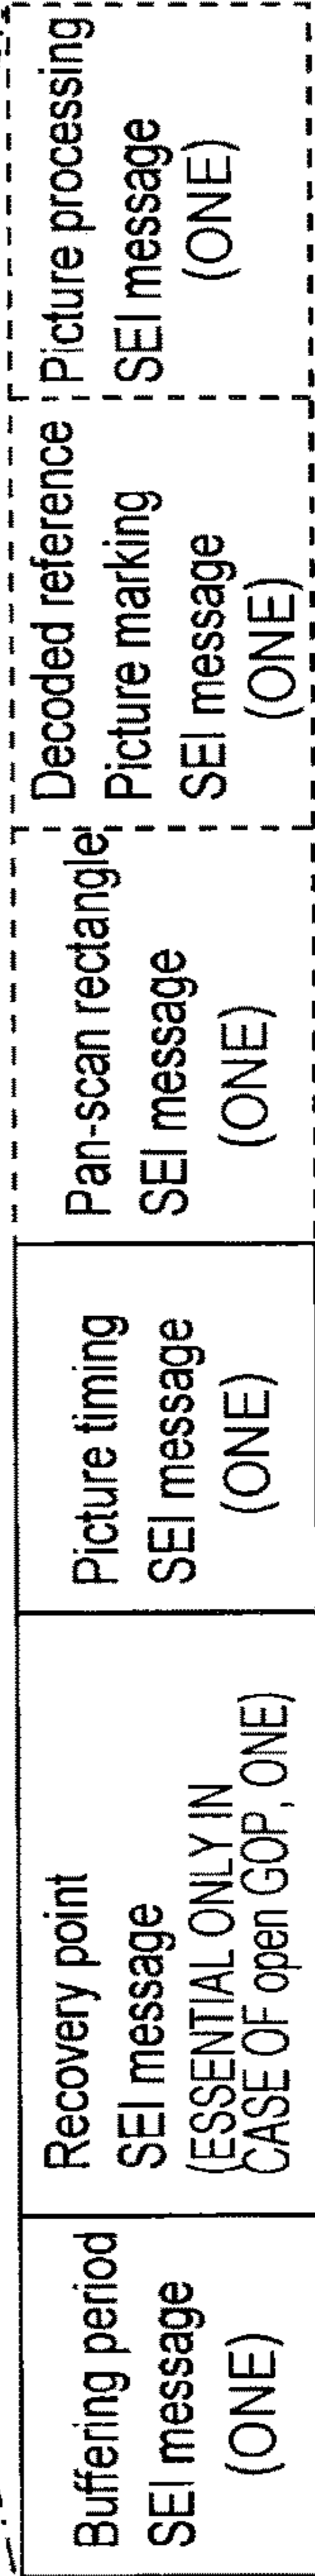 Buffering period
SEI message
(ONE)
Recovery point
SEI message
(ESSENTIAL ONLY IN
CASE OF open GOP, ONE)
Picture timing
SEI message
(ONE)
Pan-scan rectangle
SEI message
(ONE)
Decoded reference
Picture marking
SEI message
(ONE)
Picture processing
SEI message
(ONE)